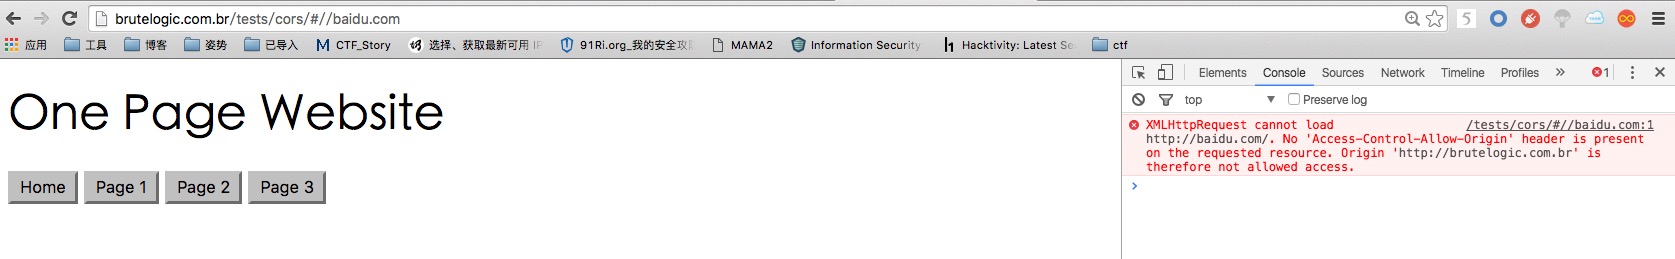 brutelogic.com.br/tests/cors/#//baidu.com
5
应用 工具 博客 姿势 已导入 CTF_Story 选择、获取最新可用 IP 91Ri.org_我的安全攻防 MAMA2 Information Security Hacktivity: Latest Se ctf
Elements Console Sources Network Timeline Profiles » 1
top Preserve log
One Page Website
Home Page 1 Page 2 Page 3
XMLHttpRequest cannot load /tests/cors/#//baidu.com:1
http://baidu.com/. No 'Access-Control-Allow-Origin' header is present
on the requested resource. Origin 'http://brutelogic.com.br' is
therefore not allowed access.